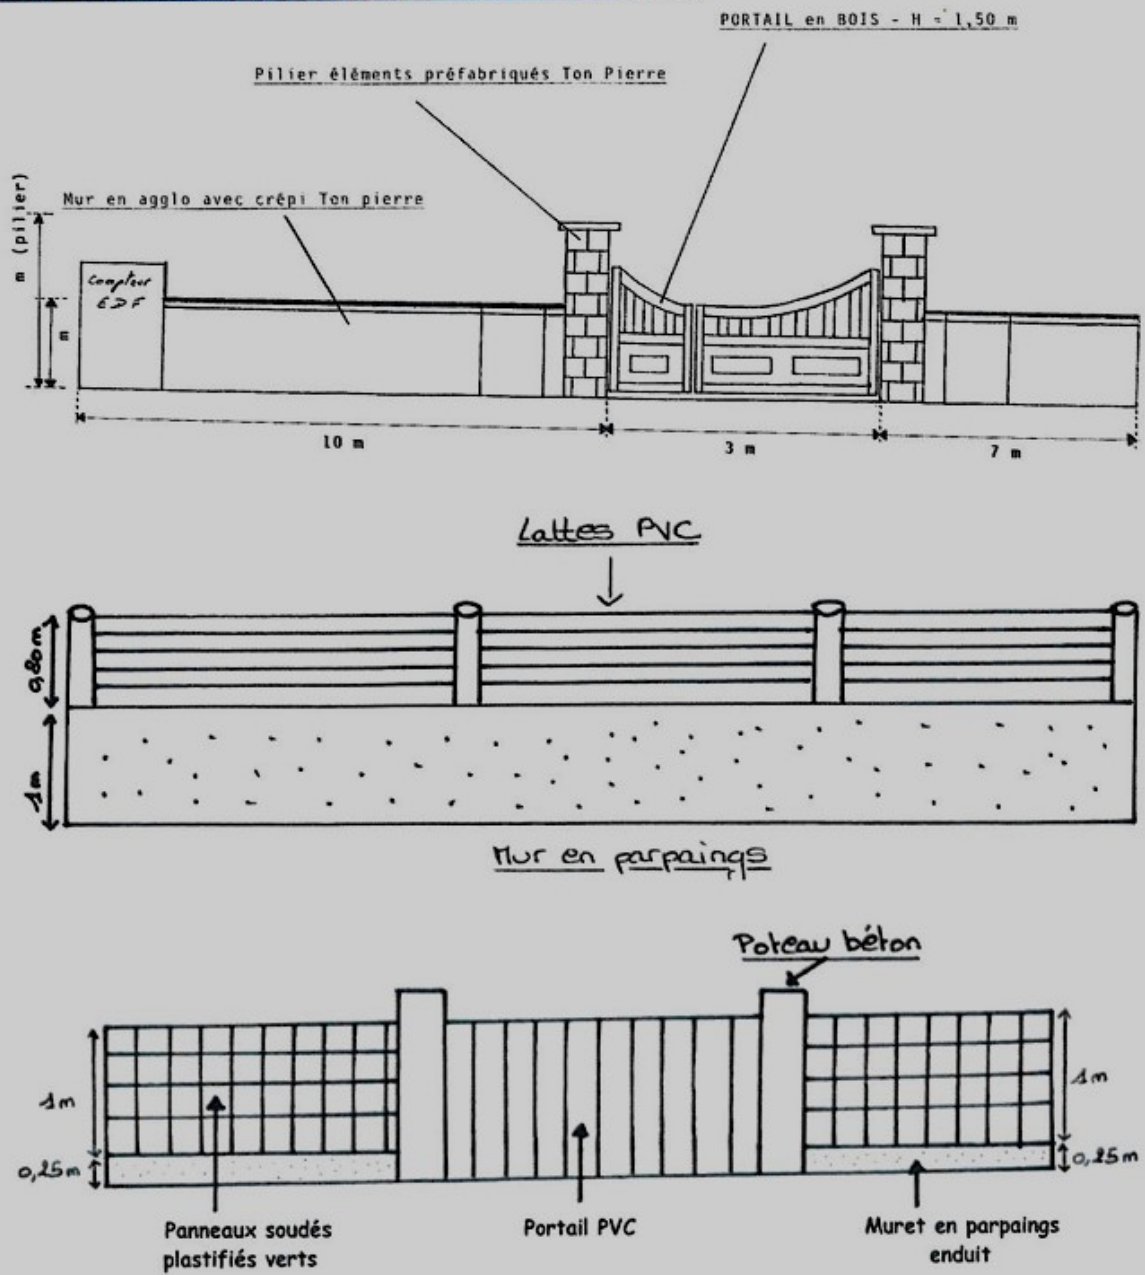 PORTAIL en BOIS - H = 1,50 m
Pilier éléments préfabriqués Ton Pierre
Mur en agglo avec crépi Ton pierre
m (pilier)
m
Compteur
EDF
10 m
3 m
7 m
Lattes PVC
0,80m
1m
Mur en parpaings
Poteau béton
1m
0,25m
1m
0,25m
Panneaux soudés
plastifiés verts
Portail PVC
Muret en parpaings
enduit